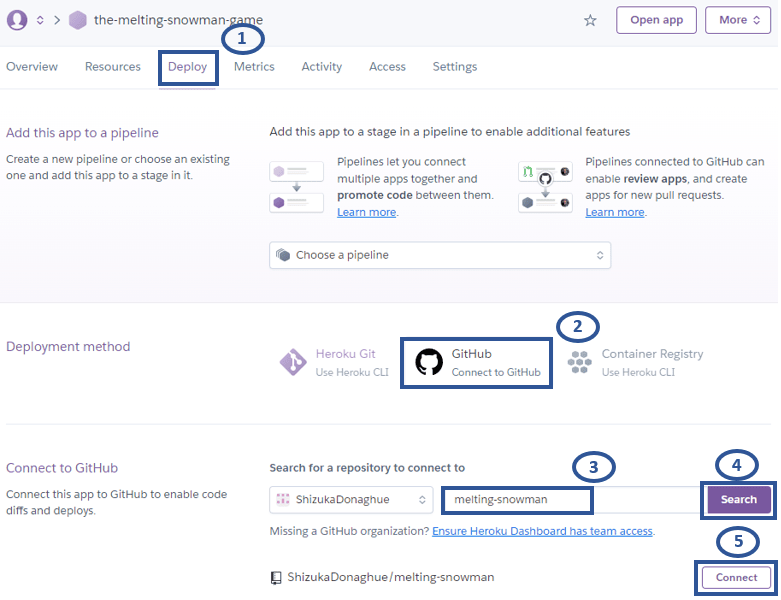 the-melting-snowman-game
Open app
More
1
Overview
Resources
Deploy
Metrics
Activity
Access
Settings
Add this app to a pipeline
Create a new pipeline or choose an existing
one and add this app to a stage in it.
Add this app to a stage in a pipeline to enable additional features
Pipelines let you connect
multiple apps together and
promote code between them.
Learn more.
Pipelines connected to GitHub can
enable review apps, and create
apps for new pull requests.
Learn more.
Choose a pipeline
2
Deployment method
Heroku Git
Use Heroku CLI
GitHub
Connect to GitHub
Container Registry
Use Heroku CLI
Connect to GitHub
Connect this app to GitHub to enable code
diffs and deploys.
Search for a repository to connect to
3
4
ShizukaDonaghue
melting-snowman
Search
Missing a GitHub organization? Ensure Heroku Dashboard has team access.
5
ShizukaDonaghue/melting-snowman
Connect